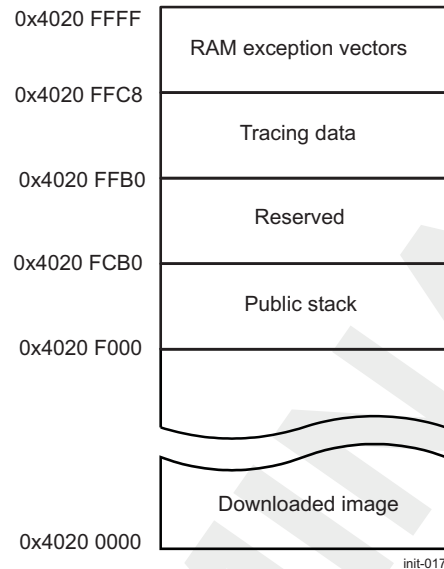 0x4020 FFFF
RAM exception vectors
0x4020 FFC8
Tracing data
0x4020 FFB0
Reserved
0x4020 FCB0
Public stack
0x4020 F000
Downloaded image
0x4020 0000
init-017